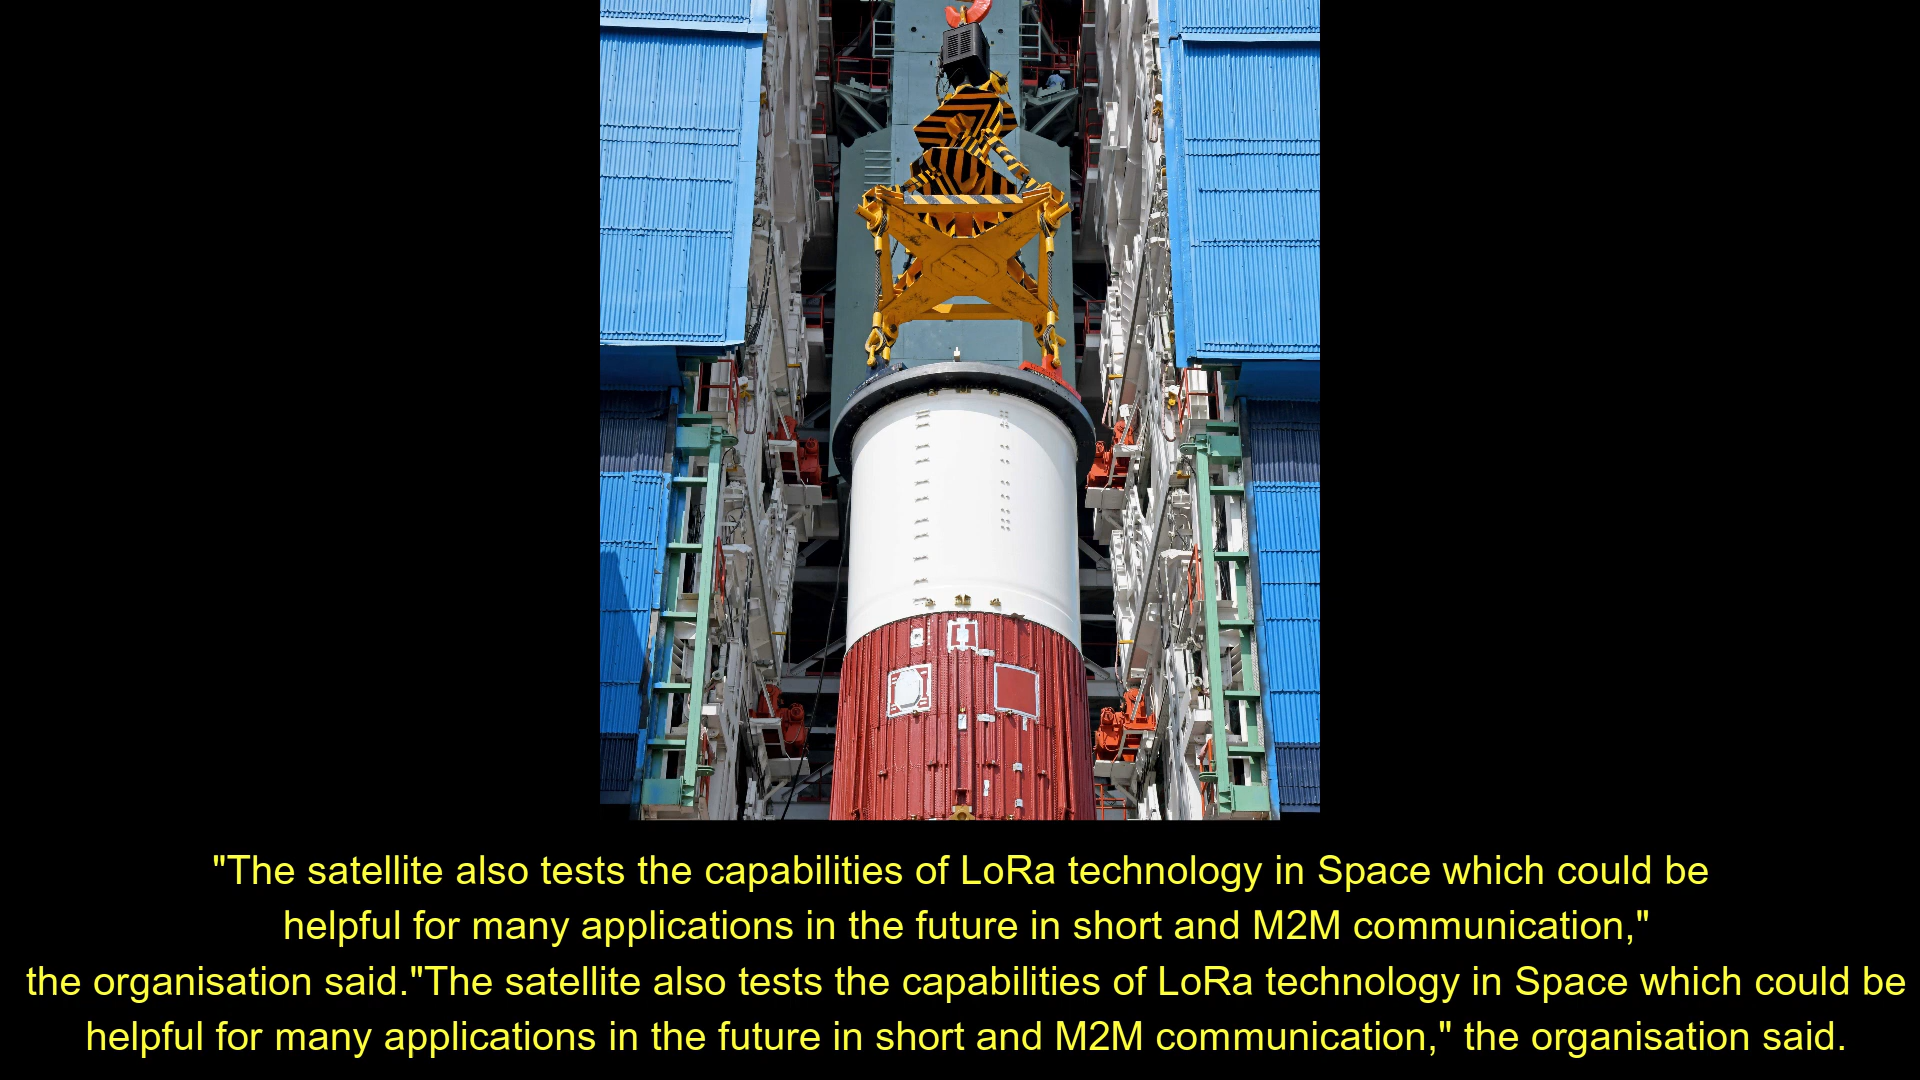 "The satellite also tests the capabilities of LoRa technology in Space which could be
helpful for many applications in the future in short and M2M communication,"
the organisation said."The satellite also tests the capabilities of LoRa technology in Space which could be
helpful for many applications in the future in short and M2M communication," the organisation said.